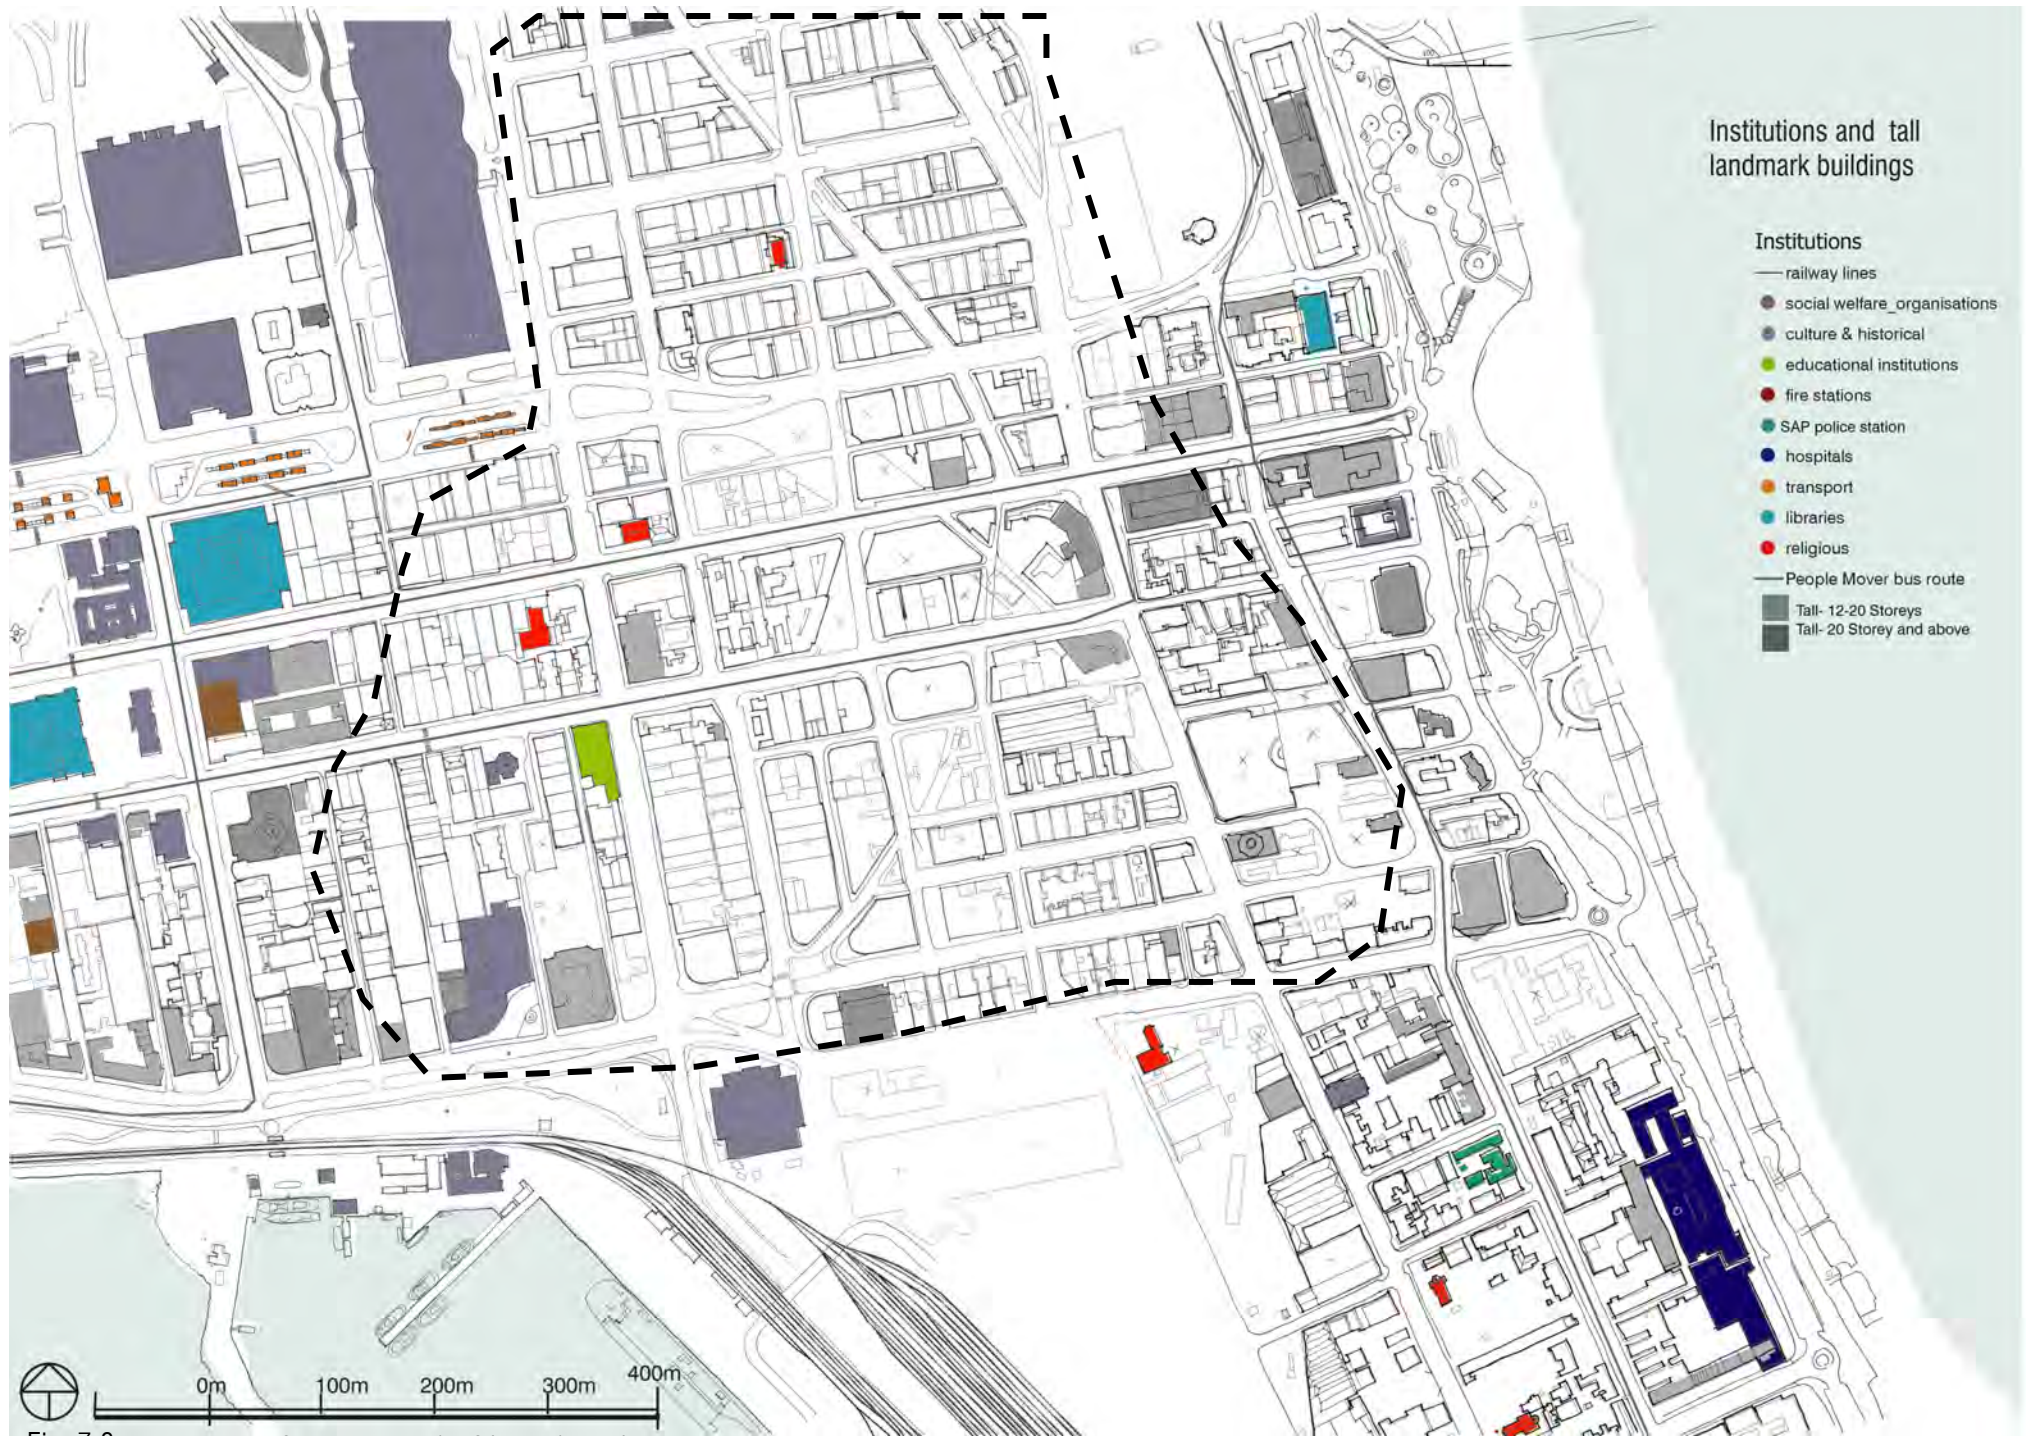 Institutions and tall
landmark buildings
Institutions
railway lines
social welfare_organisations
culture & historical
educational institutions
fire stations
SAP police station
hospitals
transport
libraries
religious
People Mover bus route
Tall- 12-20 Storeys
Tall- 20 Storey and above
0m 100m 200m 300m 400m